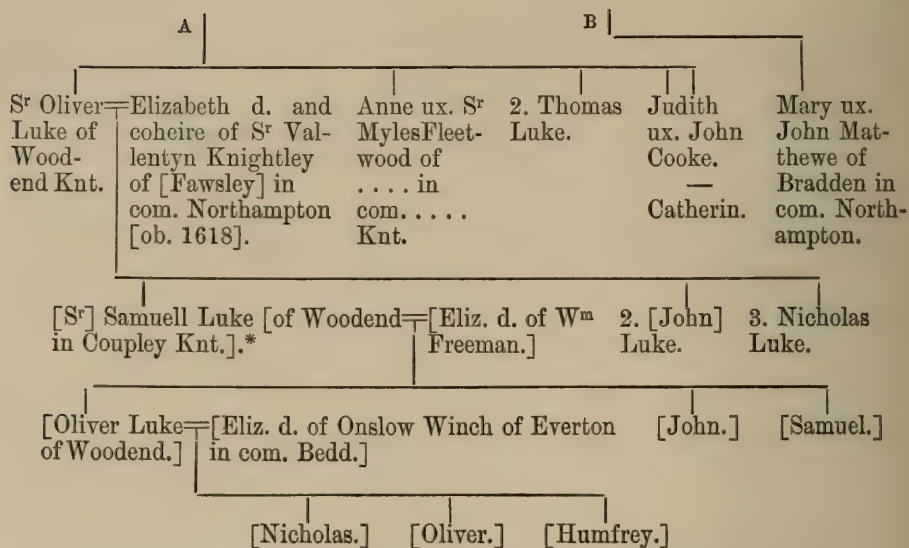 A
B
Sʳ Oliver=Elizabeth d. and
Luke of coheire of Sʳ Val-
Wood- lentyn Knightley
end Knt. of [Fawsley] in
com. Northampton
[ob. 1618].
Anne ux. Sʳ
MylesFleet-
wood of
. . . . in
com. . . . .
Knt.
2. Thomas
Luke.
Judith
ux. John
Cooke.
—
Catherin.
Mary ux.
John Mat-
thewe of
Bradden in
com. North-
ampton.
[Sʳ] Samuell Luke [of Woodend=[Eliz. d. of Wᵐ
in Coupley Knt.].* Freeman.]
2. [John]
Luke.
3. Nicholas
Luke.
[Oliver Luke=[Eliz. d. of Onslow Winch of Everton
of Woodend.] in com. Bedd.]
[John.]
[Samuel.]
[Nicholas.]
[Oliver.]
[Humfrey.]